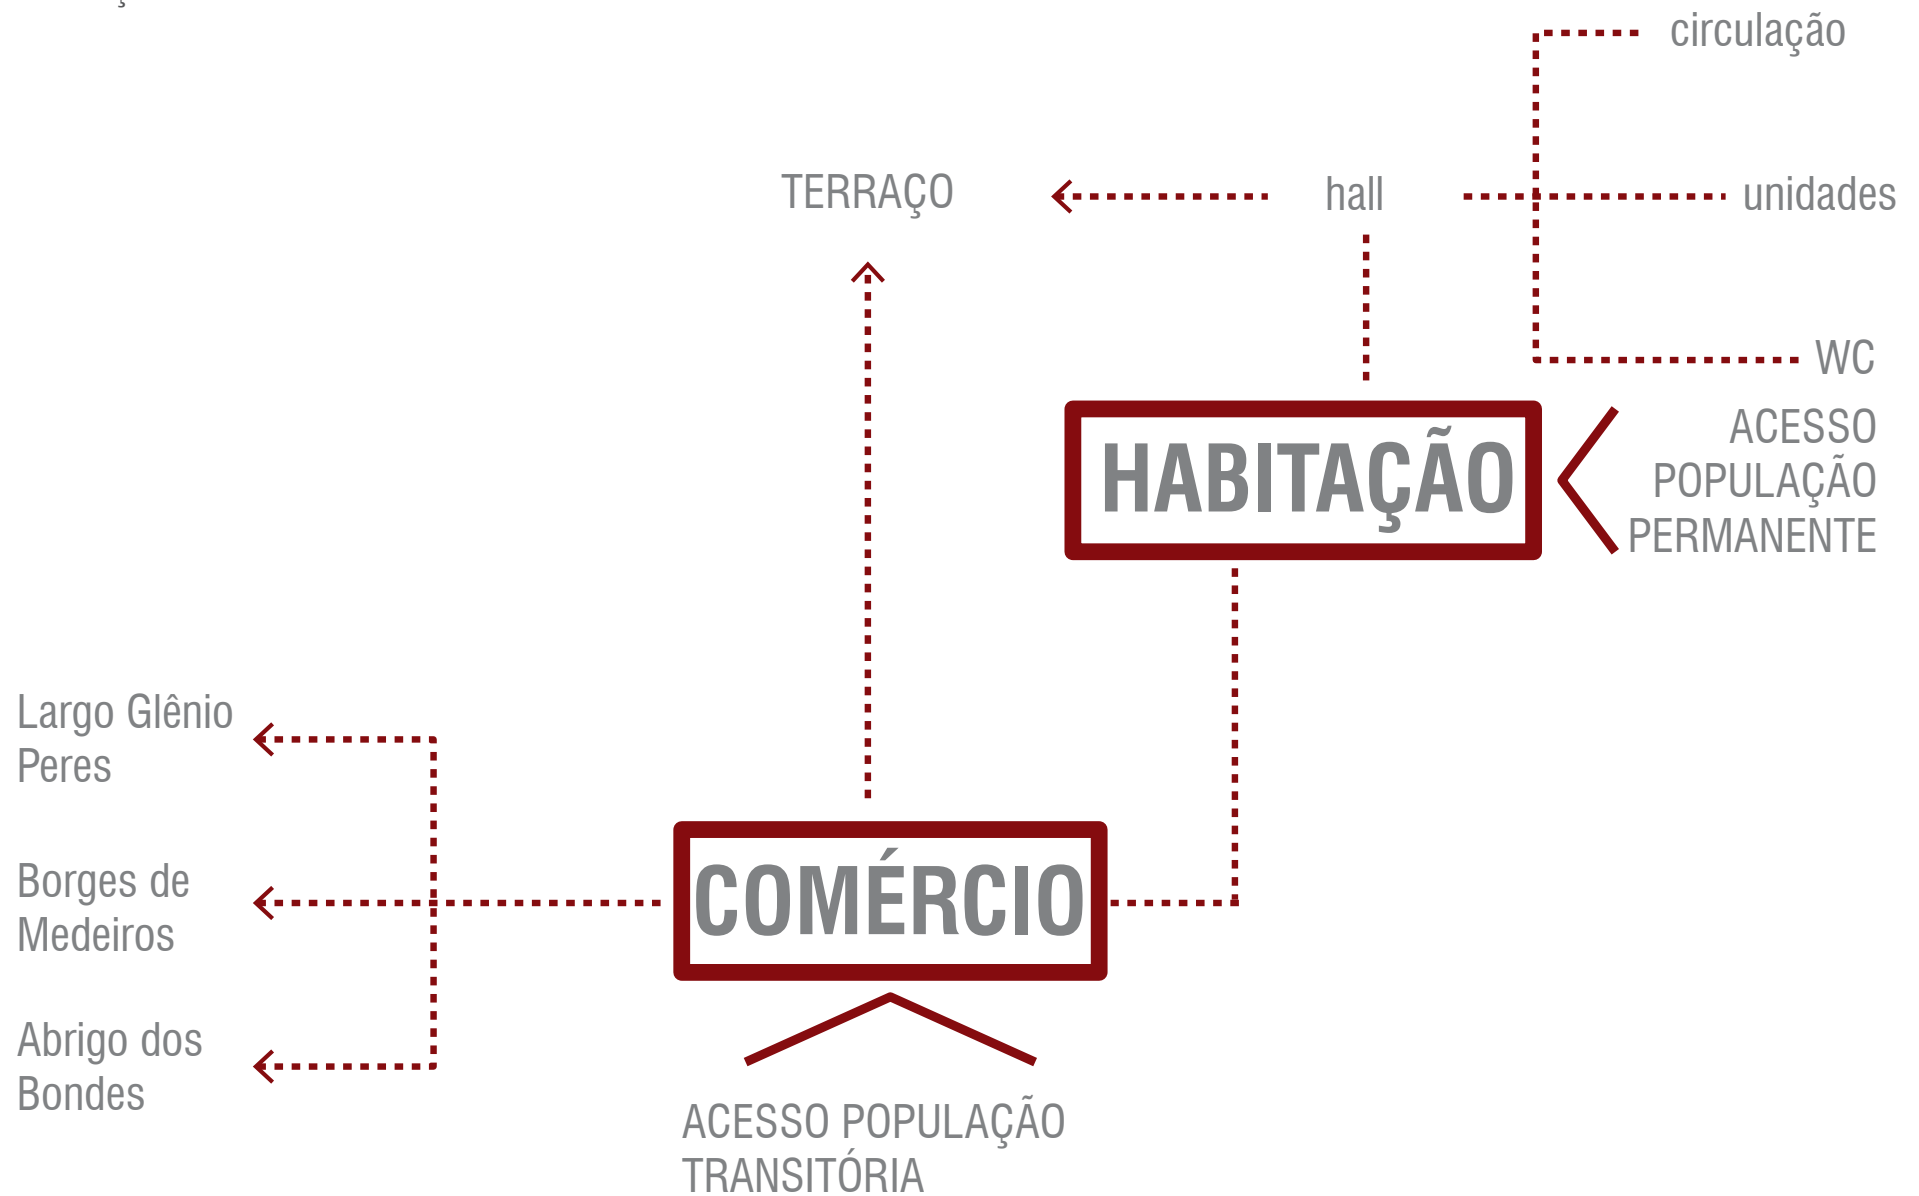 circulação
TERRAÇO
hall
unidades
WC
HABITAÇÃO
ACESSO
POPULAÇÃO
PERMANENTE
Largo Glênio
Peres
Borges de
Medeiros
Abrigo dos
Bondes
COMÉRCIO
ACESSO POPULAÇÃO
TRANSITÓRIA